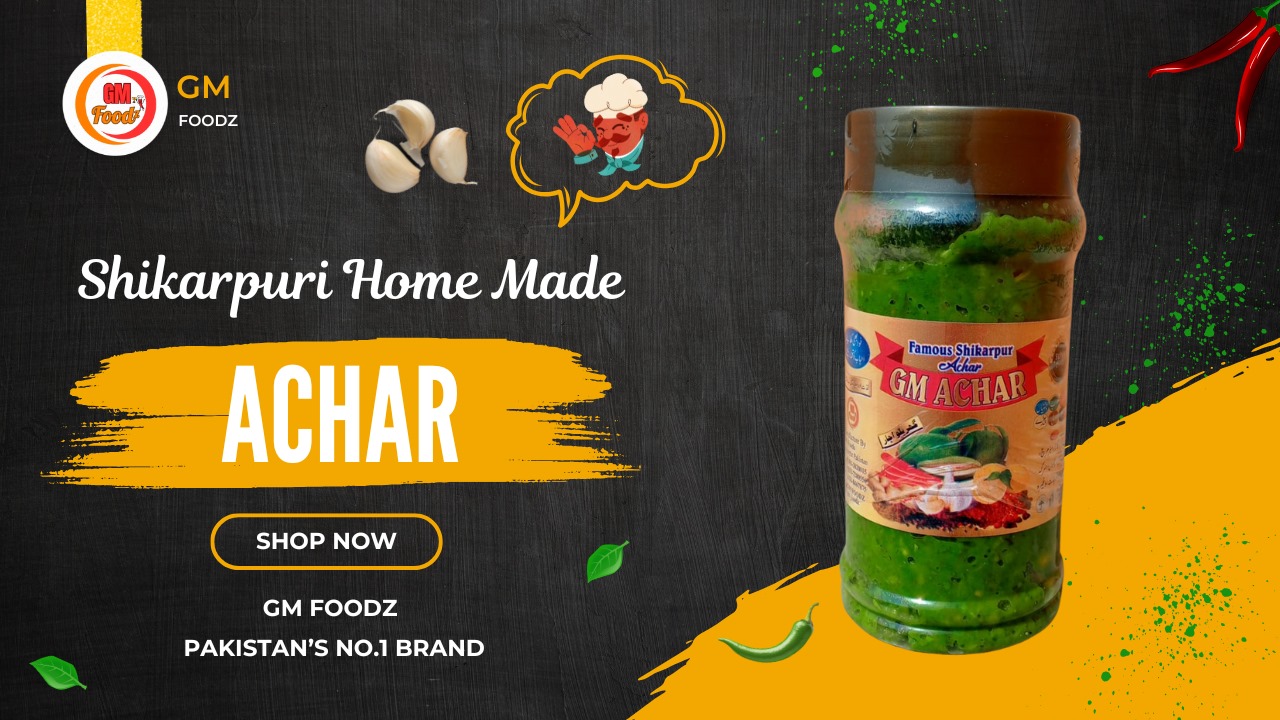 GM
Foodz
GM
FOODZ
Shikarpuri Home Made
ACHAR
SHOP NOW
GM FOODZ
PAKISTAN'S NO.1 BRAND
Famous Shikarpur
Achar
GM ACHAR